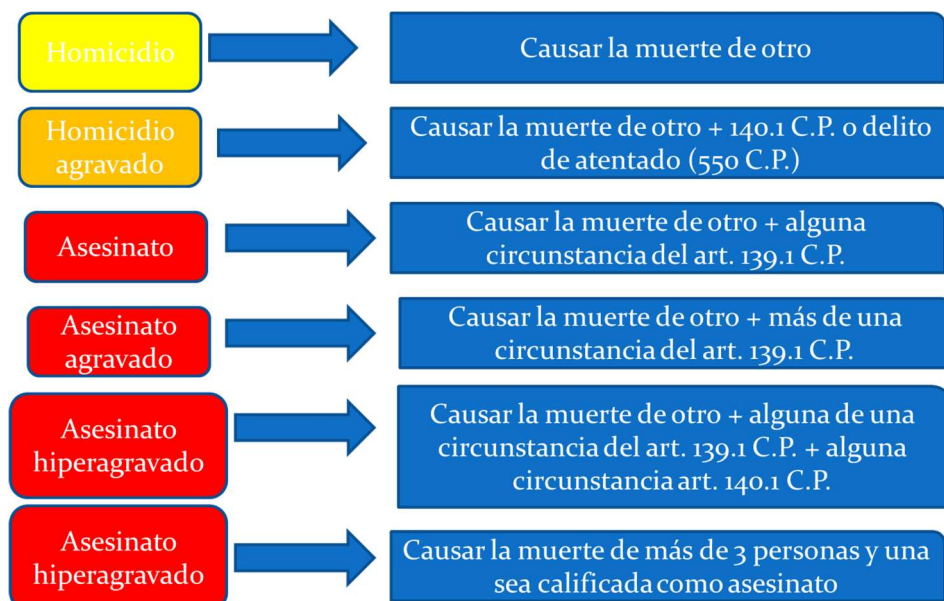 Homicidio
Causar la muerte de otro
Homicidio
agravado
Causar la muerte de otro + 140.1 C.P. o delito
de atentado (550 C.P.)
Asesinato
Causar la muerte de otro + alguna
circunstancia del art. 139.1 C.P.
Asesinato
agravado
Causar la muerte de otro + más de una
circunstancia del art. 139.1 C.P.
Asesinato
hiperagravado
Causar la muerte de otro + alguna de una
circunstancia del art. 139.1 C.P. + alguna
circunstancia art. 140.1 C.P.
Asesinato
hiperagravado
Causar la muerte de más de 3 personas y una
sea calificada como asesinato